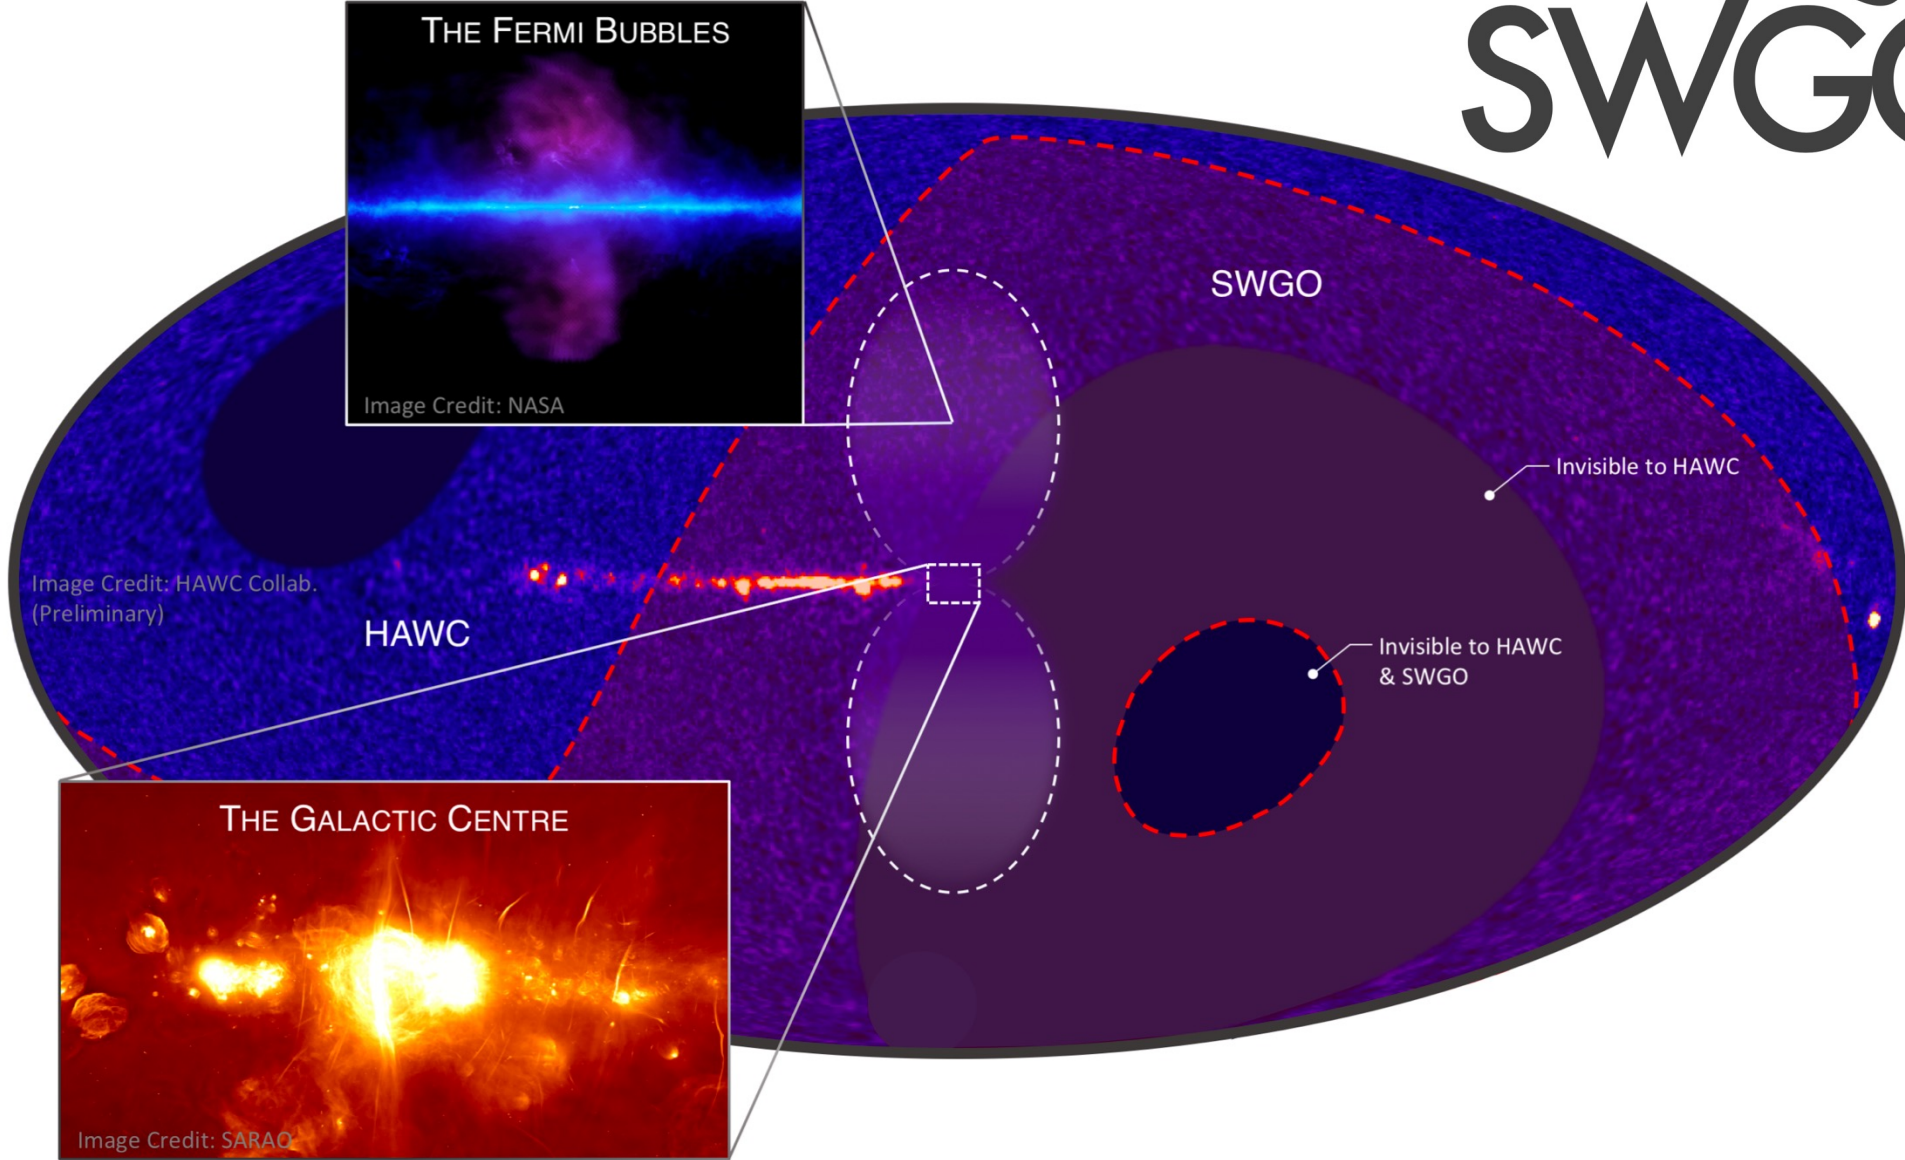 THE FERMI BUBBLES
SWGO
Image Credit: NASA
SWGO
Invisible to HAWC
Image Credit: HAWC Collab.
(Preliminary)
HAWC
Invisible to HAWC
& SWGO
THE GALACTIC CENTRE
Image Credit: SARAO